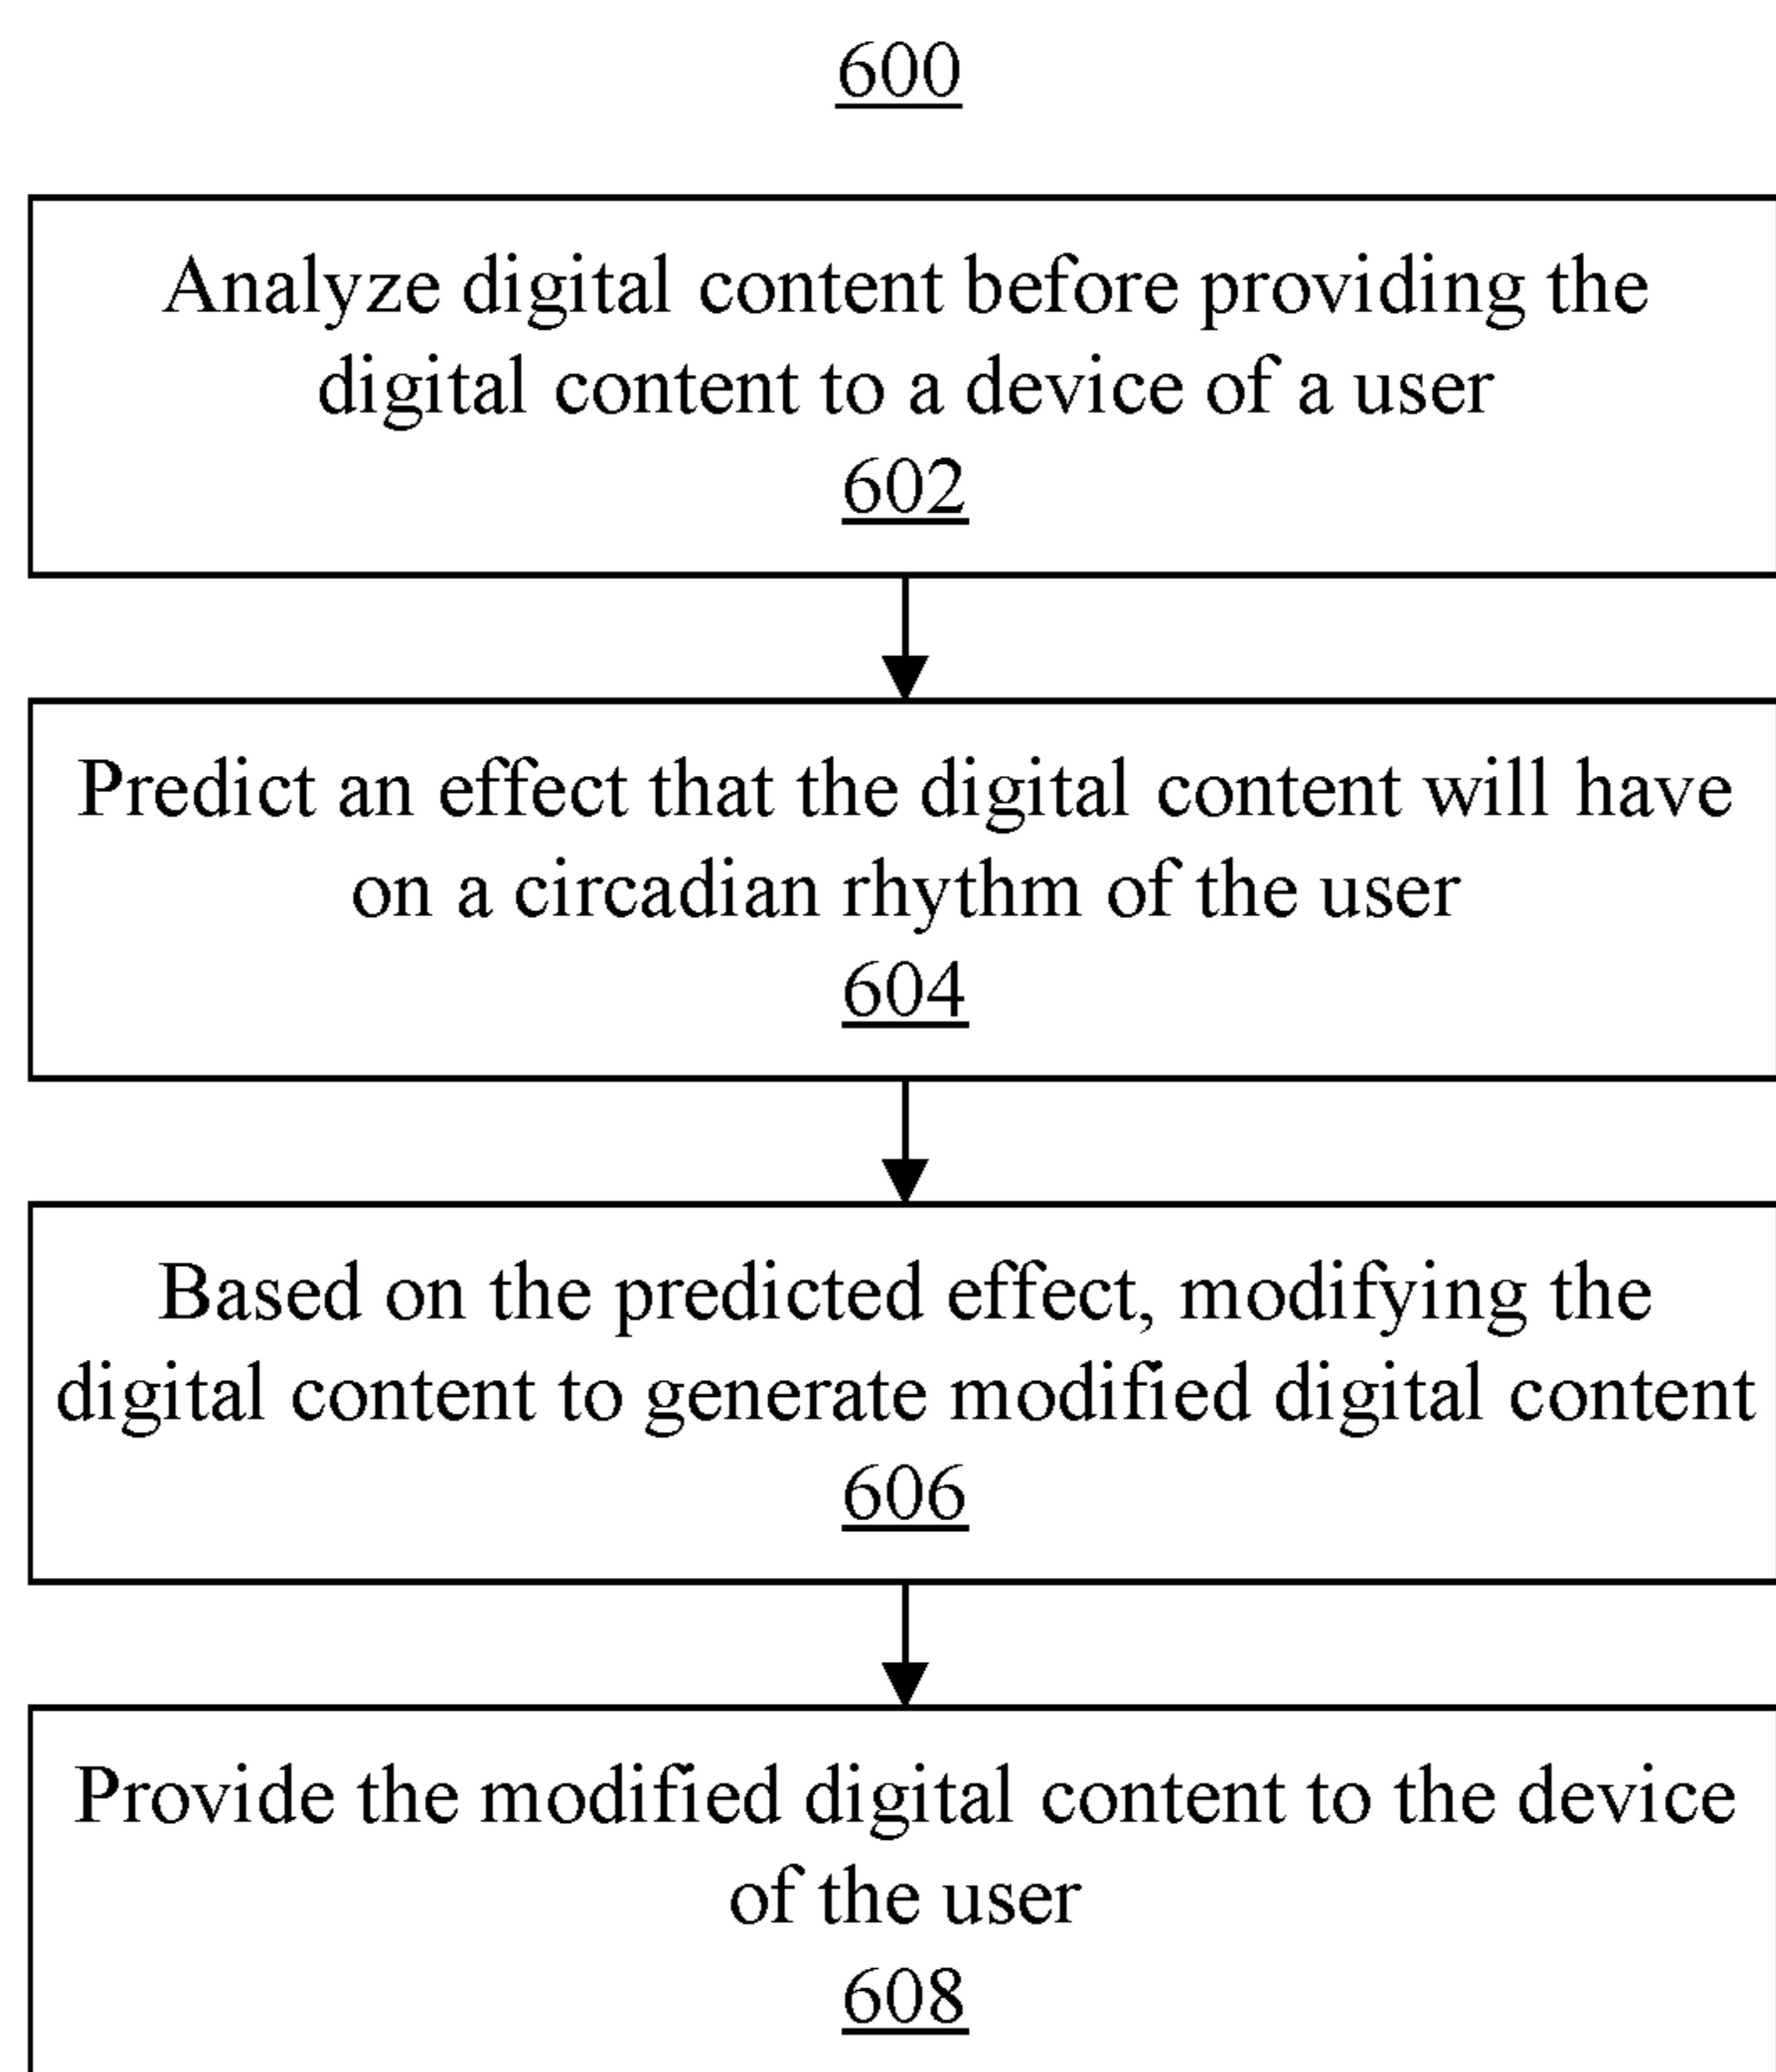 600
Analyze digital content before providing the
digital content to a device of a user
602
Predict an effect that the digital content will have
on a circadian rhythm of the user
604
Based on the predicted effect, modifying the
digital content to generate modified digital content
606
Provide the modified digital content to the device
of the user
608